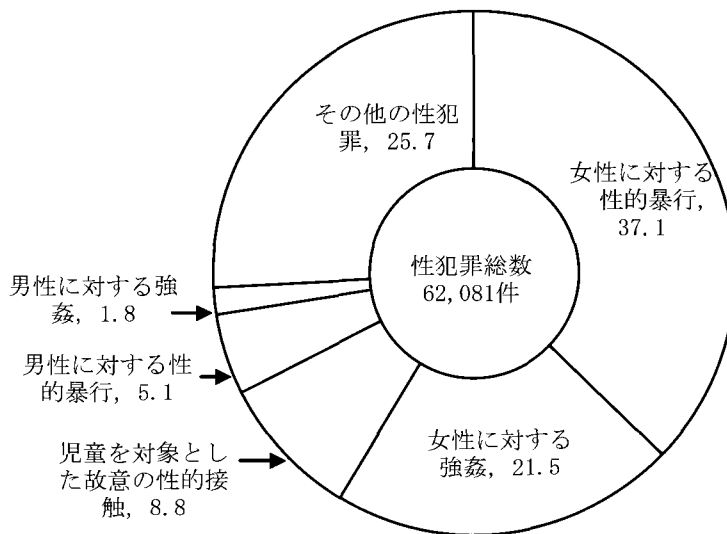 その他の性犯
罪, 25.7
女性に対する
性的暴行,
37.1
性犯罪総数
62,081件
男性に対する強
姦, 1.8
男性に対する性
的暴行, 5.1
児童を対象とし
た故意の性的接
触, 8.8
女性に対する
強姦, 21.5